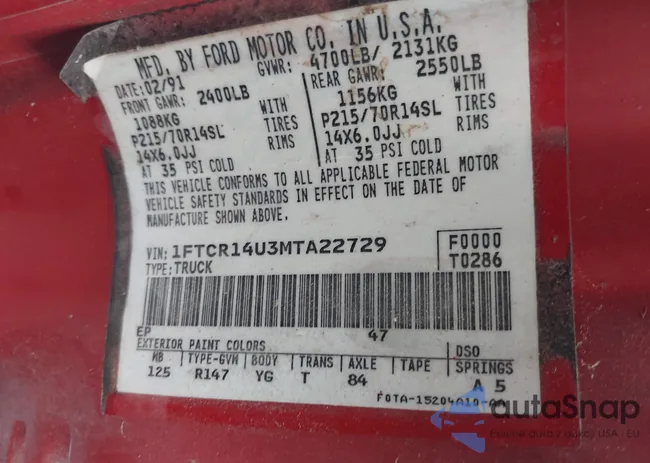 MFD. BY FORD MOTOR CO. IN U.S.A.
DATE: 02/91 GVWR: 4700LB/ 2131KG
FRONT GAWR: 2400LB REAR GAWR: 2550LB
1088KG WITH 1156KG WITH
P215/70R14SL TIRES P215/70R14SL TIRES
14X6.0JJ RIMS 14X6.0JJ RIMS
AT 35 PSI COLD AT 35 PSI COLD
THIS VEHICLE CONFORMS TO ALL APPLICABLE FEDERAL MOTOR
VEHICLE SAFETY STANDARDS IN EFFECT ON THE DATE OF
MANUFACTURE SHOWN ABOVE.
VIN: 1FTCR14U3MTA22729 F0000
TYPE: TRUCK T0286
EP 47
EXTERIOR PAINT COLORS DSO
WB TYPE-GVW BODY TRANS AXLE TAPE SPRINGS
125 R147 YG T 84 A 5
F0TA-15204A10-AA
autoSnap